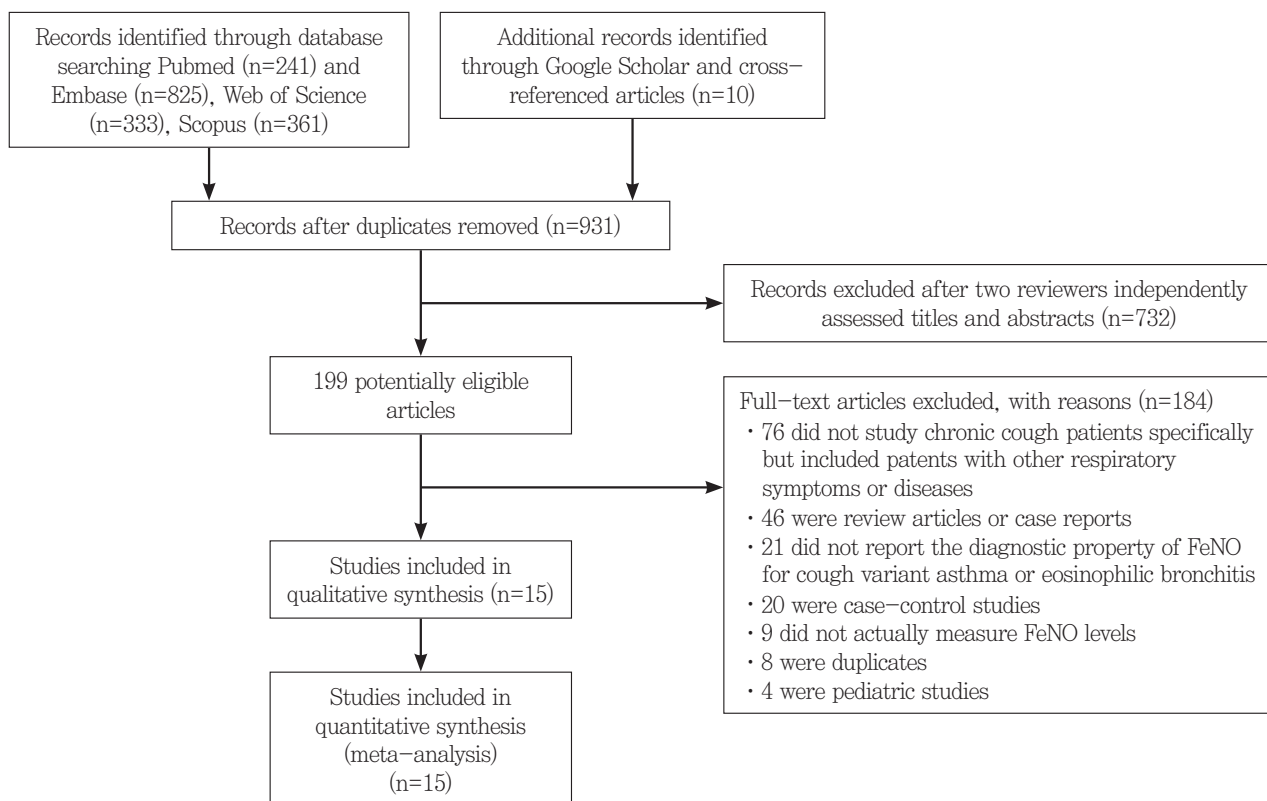 Records identified through database
searching Pubmed (n=241) and
Embase (n=825), Web of Science
(n=333), Scopus (n=361)
Additional records identified
through Google Scholar and cross-
referenced articles (n=10)
Records after duplicates removed (n=931)
Records excluded after two reviewers independently
assessed titles and abstracts (n=732)
199 potentially eligible
articles
Full-text articles excluded, with reasons (n=184)
· 76 did not study chronic cough patients specifically
but included patents with other respiratory
symptoms or diseases
· 46 were review articles or case reports
· 21 did not report the diagnostic property of FeNO
for cough variant asthma or eosinophilic bronchitis
· 20 were case-control studies
· 9 did not actually measure FeNO levels
· 8 were duplicates
· 4 were pediatric studies
Studies included in
qualitative synthesis (n=15)
Studies included in
quantitative synthesis
(meta-analysis)
(n=15)